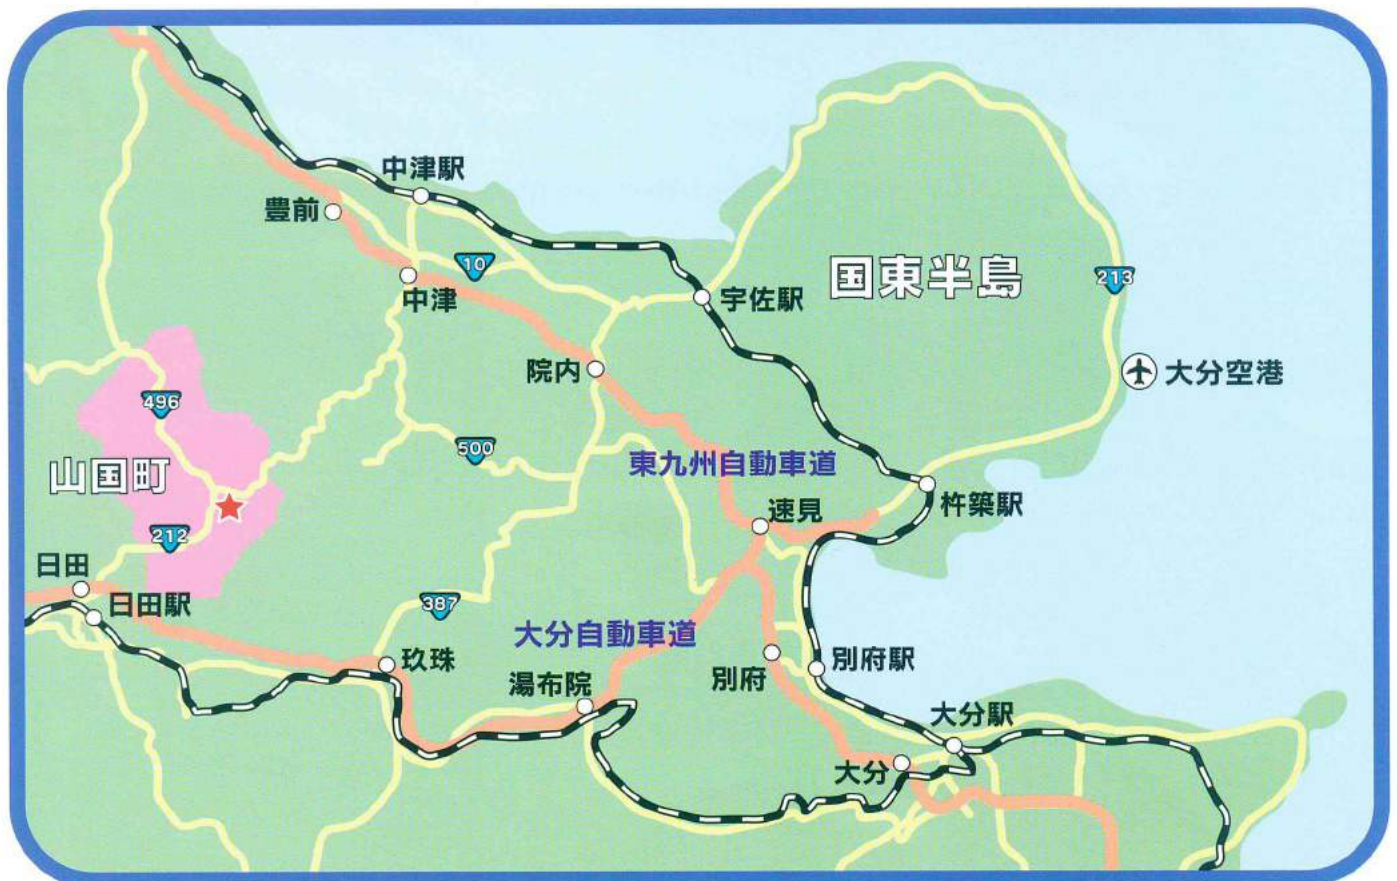 中津駅
豊前
10
国東半島
213
中津
宇佐駅
院内
大分空港
496
500
東九州自動車道
山国町
杵築駅
速見
212
日田
日田駅
387
大分自動車道
玖珠
別府駅
別府
湯布院
大分駅
大分